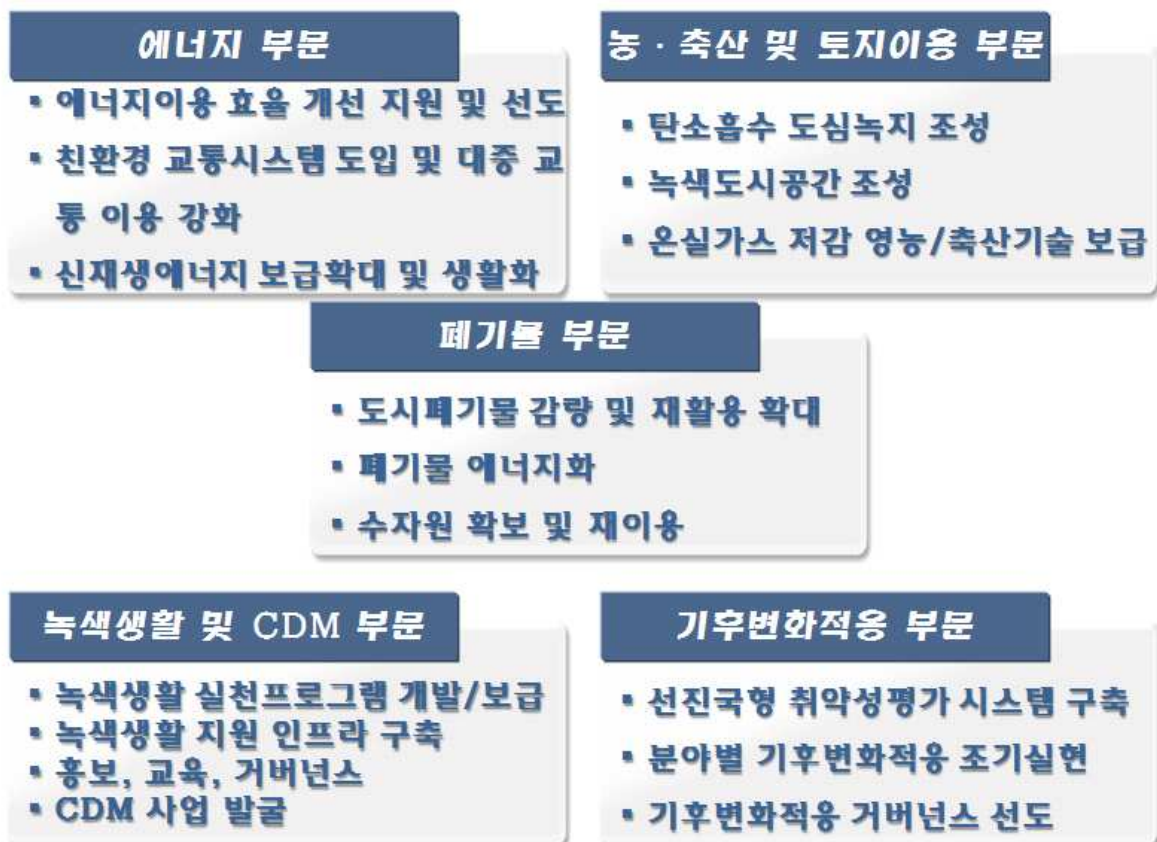 에너지 부문
▪ 에너지이용 효율 개선 지원 및 선도
▪ 친환경 교통시스템 도입 및 대중 교
통 이용 강화
▪ 신재생에너지 보급확대 및 생활화
농 · 축산 및 토지이용 부문
▪ 탄소흡수 도심녹지 조성
▪ 녹색도시공간 조성
▪ 온실가스 저감 영농/축산기술 보급
폐기물 부문
▪ 도시폐기물 감량 및 재활용 확대
▪ 폐기물 에너지화
▪ 수자원 확보 및 재이용
녹색생활 및 CDM 부문
▪ 녹색생활 실천프로그램 개발/보급
▪ 녹색생활 지원 인프라 구축
▪ 홍보, 교육, 거버넌스
▪ CDM 사업 발굴
기후변화적응 부문
▪ 선진국형 취약성평가 시스템 구축
▪ 분야별 기후변화적응 조기실현
▪ 기후변화적응 거버넌스 선도